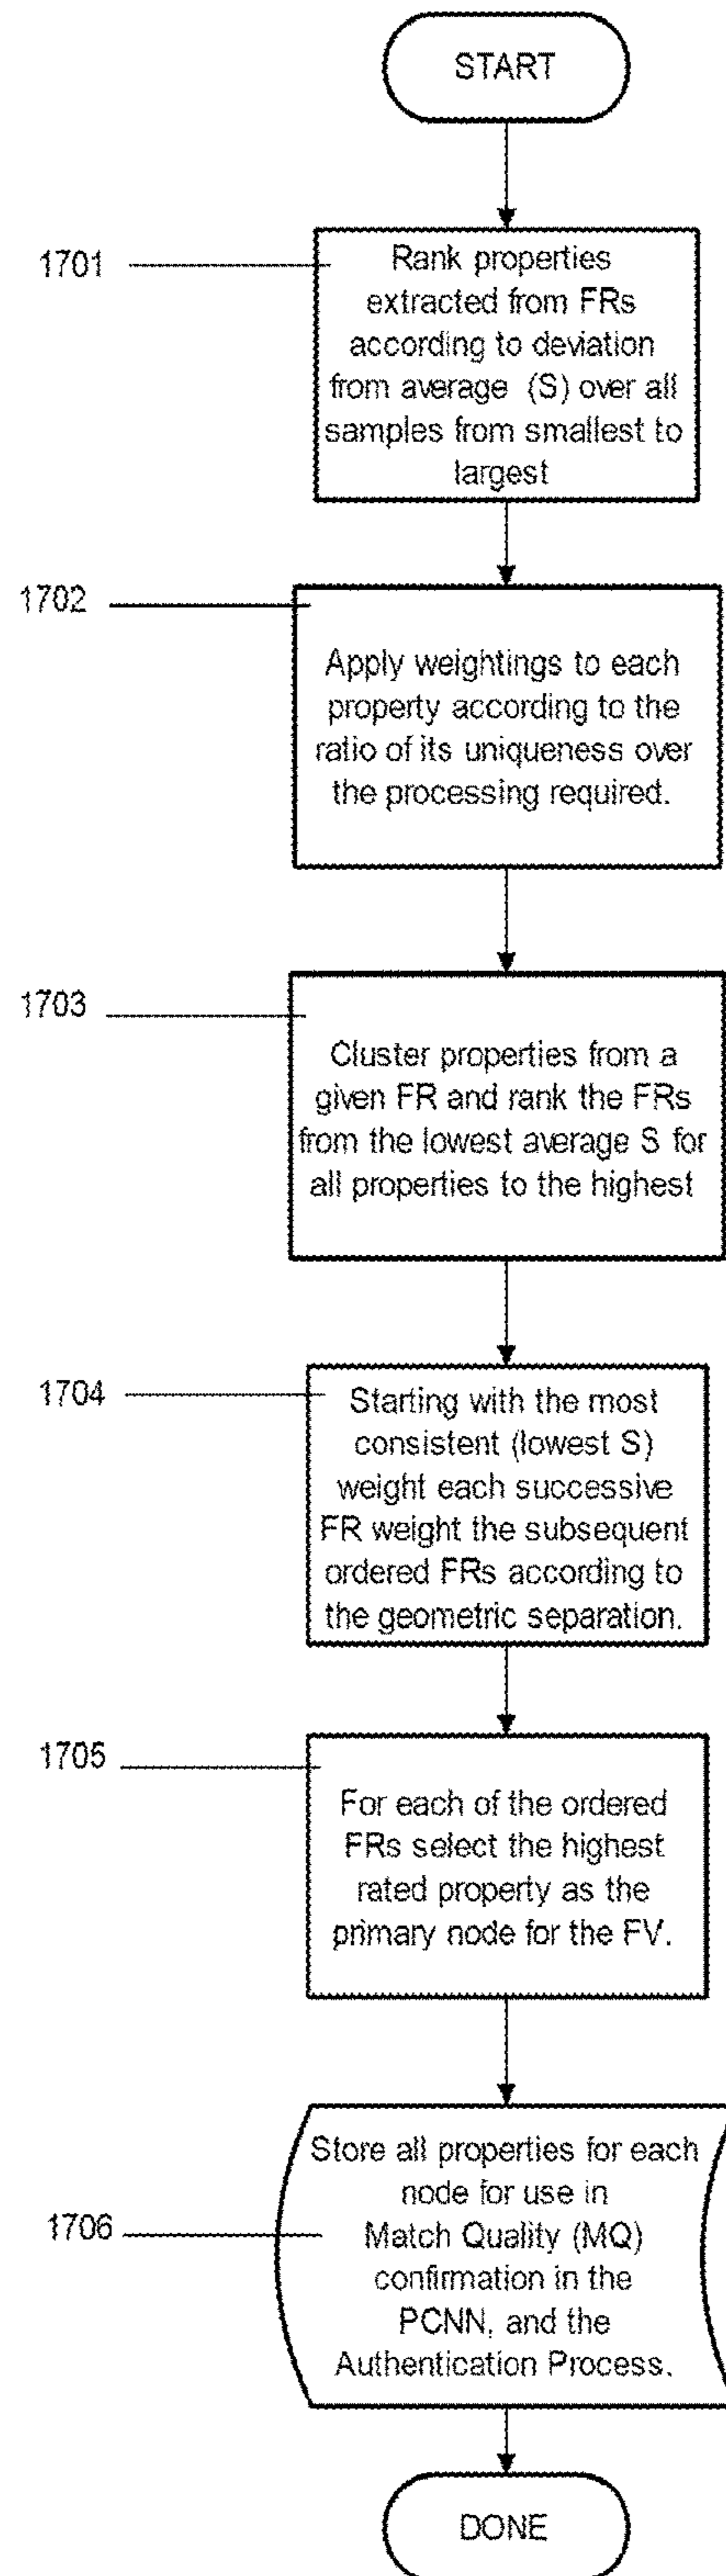 START
1701
Rank properties
extracted from FRs
according to deviation
from average (S) over all
samples from smallest to
largest
1702
Apply weightings to each
property according to the
ratio of its uniqueness over
the processing required.
1703
Cluster properties from a
given FR and rank the FRs
from the lowest average S for
all properties to the highest
1704
Starting with the most
consistent (lowest S)
weight each successive
FR weight the subsequent
ordered FRs according to
the geometric separation.
1705
For each of the ordered
FRs select the highest
rated property as the
primary node for the FV.
1706
Store all properties for each
node for use in
Match Quality (MQ)
confirmation in the
PCNN, and the
Authentication Process.
DONE